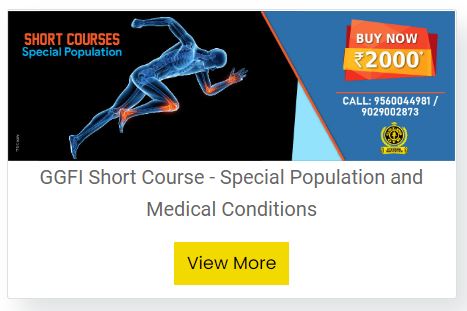 SHORT COURSES
Special Population
BUY NOW
₹2000*
CALL: 9560044981 /
9029002873
GGFI Short Course - Special Population and
Medical Conditions
View More